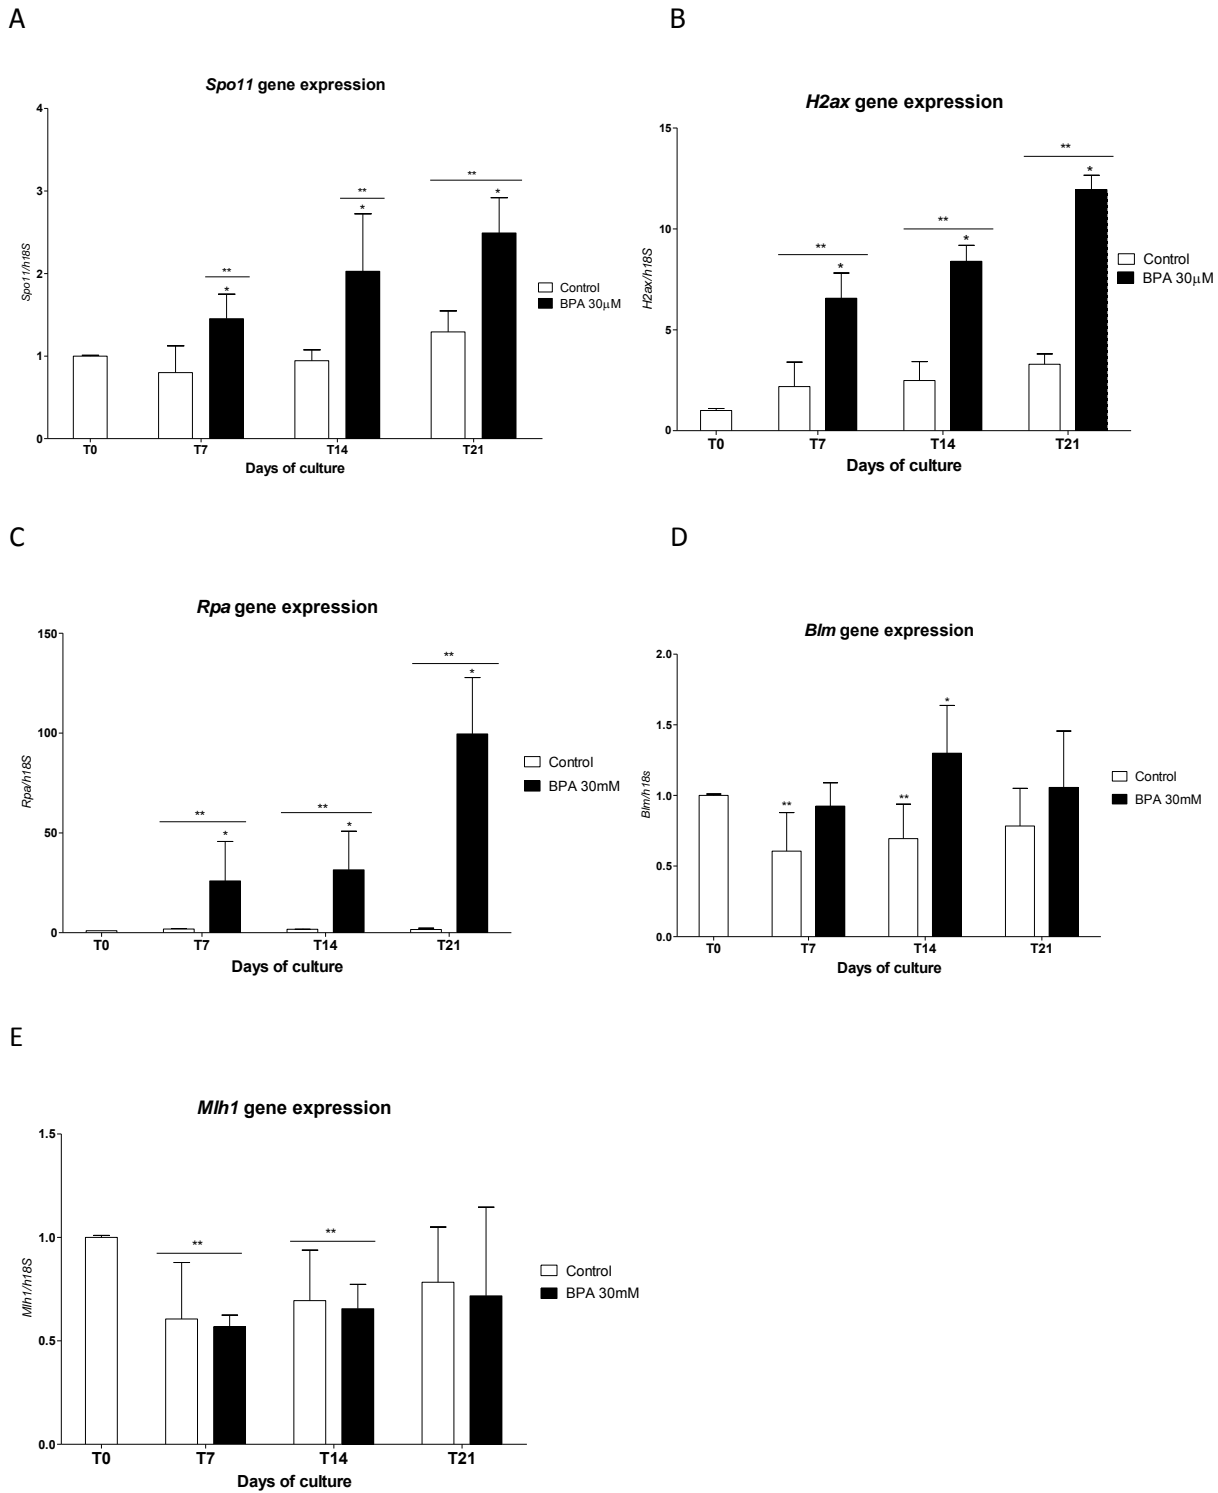 A
Spo11 gene expression
4
3
2
1
0
Spo11/h18S
**
*
**
*
**
*
T0 T7 T14 T21
Days of culture
Control
BPA 30µM
B
H2ax gene expression
15
10
5
0
H2ax/h18S
**
*
**
*
**
*
T0 T7 T14 T21
Days of culture
Control
BPA 30µM
C
Rpa gene expression
150
100
50
0
Rpa/h18S
**
*
**
*
**
*
T0 T7 T14 T21
Days of culture
Control
BPA 30mM
D
Blm gene expression
2.0
1.5
1.0
0.5
0.0
Blm/h18s
**
**
*
T0 T7 T14 T21
Days of culture
Control
BPA 30mM
E
Mlh1 gene expression
1.5
1.0
0.5
0.0
Mlh1/h18S
**
**
T0 T7 T14 T21
Days of culture
Control
BPA 30mM